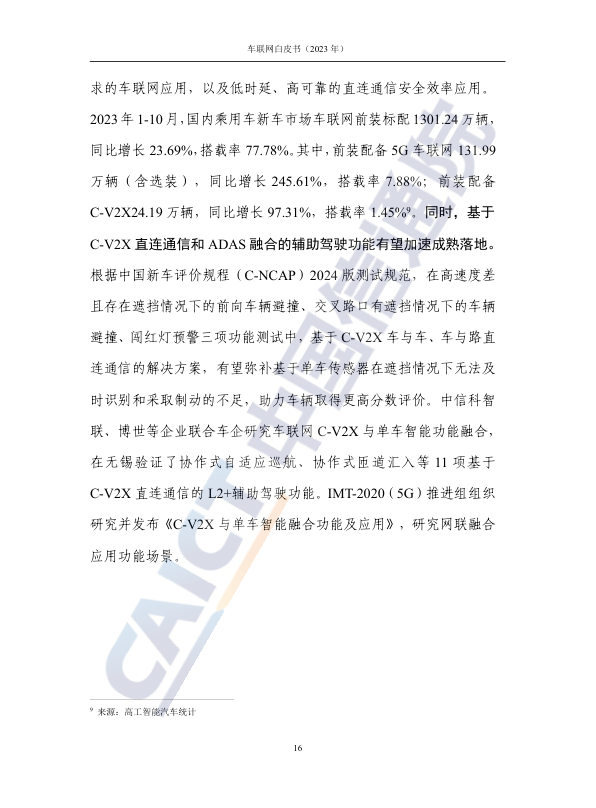 车联网白皮书（2023 年）
求的车联网应用，以及低时延、高可靠的直连通信安全效率应用。
2023 年 1-10 月，国内乘用车新车市场车联网前装标配 1301.24 万辆，
同比增长 23.69%，搭载率 77.78%。其中，前装配备 5G 车联网 131.99
万辆（含选装），同比增长 245.61%，搭载率 7.88%；前装配备
C-V2X24.19 万辆，同比增长 97.31%，搭载率 1.45%⁹。同时，基于
C-V2X 直连通信和 ADAS 融合的辅助驾驶功能有望加速成熟落地。
根据中国新车评价规程（C-NCAP）2024 版测试规范，在高速度差
且存在遮挡情况下的前向车辆避撞、交叉路口有遮挡情况下的车辆
避撞、闯红灯预警三项功能测试中，基于 C-V2X 车与车、车与路直
连通信的解决方案，有望弥补基于单车传感器在遮挡情况下无法及
时识别和采取制动的不足，助力车辆取得更高分数评价。中信科智
联、博世等企业联合车企研究车联网 C-V2X 与单车智能功能融合，
在无锡验证了协作式自适应巡航、协作式匝道汇入等 11 项基于
C-V2X 直连通信的 L2+辅助驾驶功能。IMT-2020（5G）推进组组织
研究并发布《C-V2X 与单车智能融合功能及应用》，研究网联融合
应用功能场景。
CAICT 中国信通院
⁹ 来源：高工智能汽车统计
16